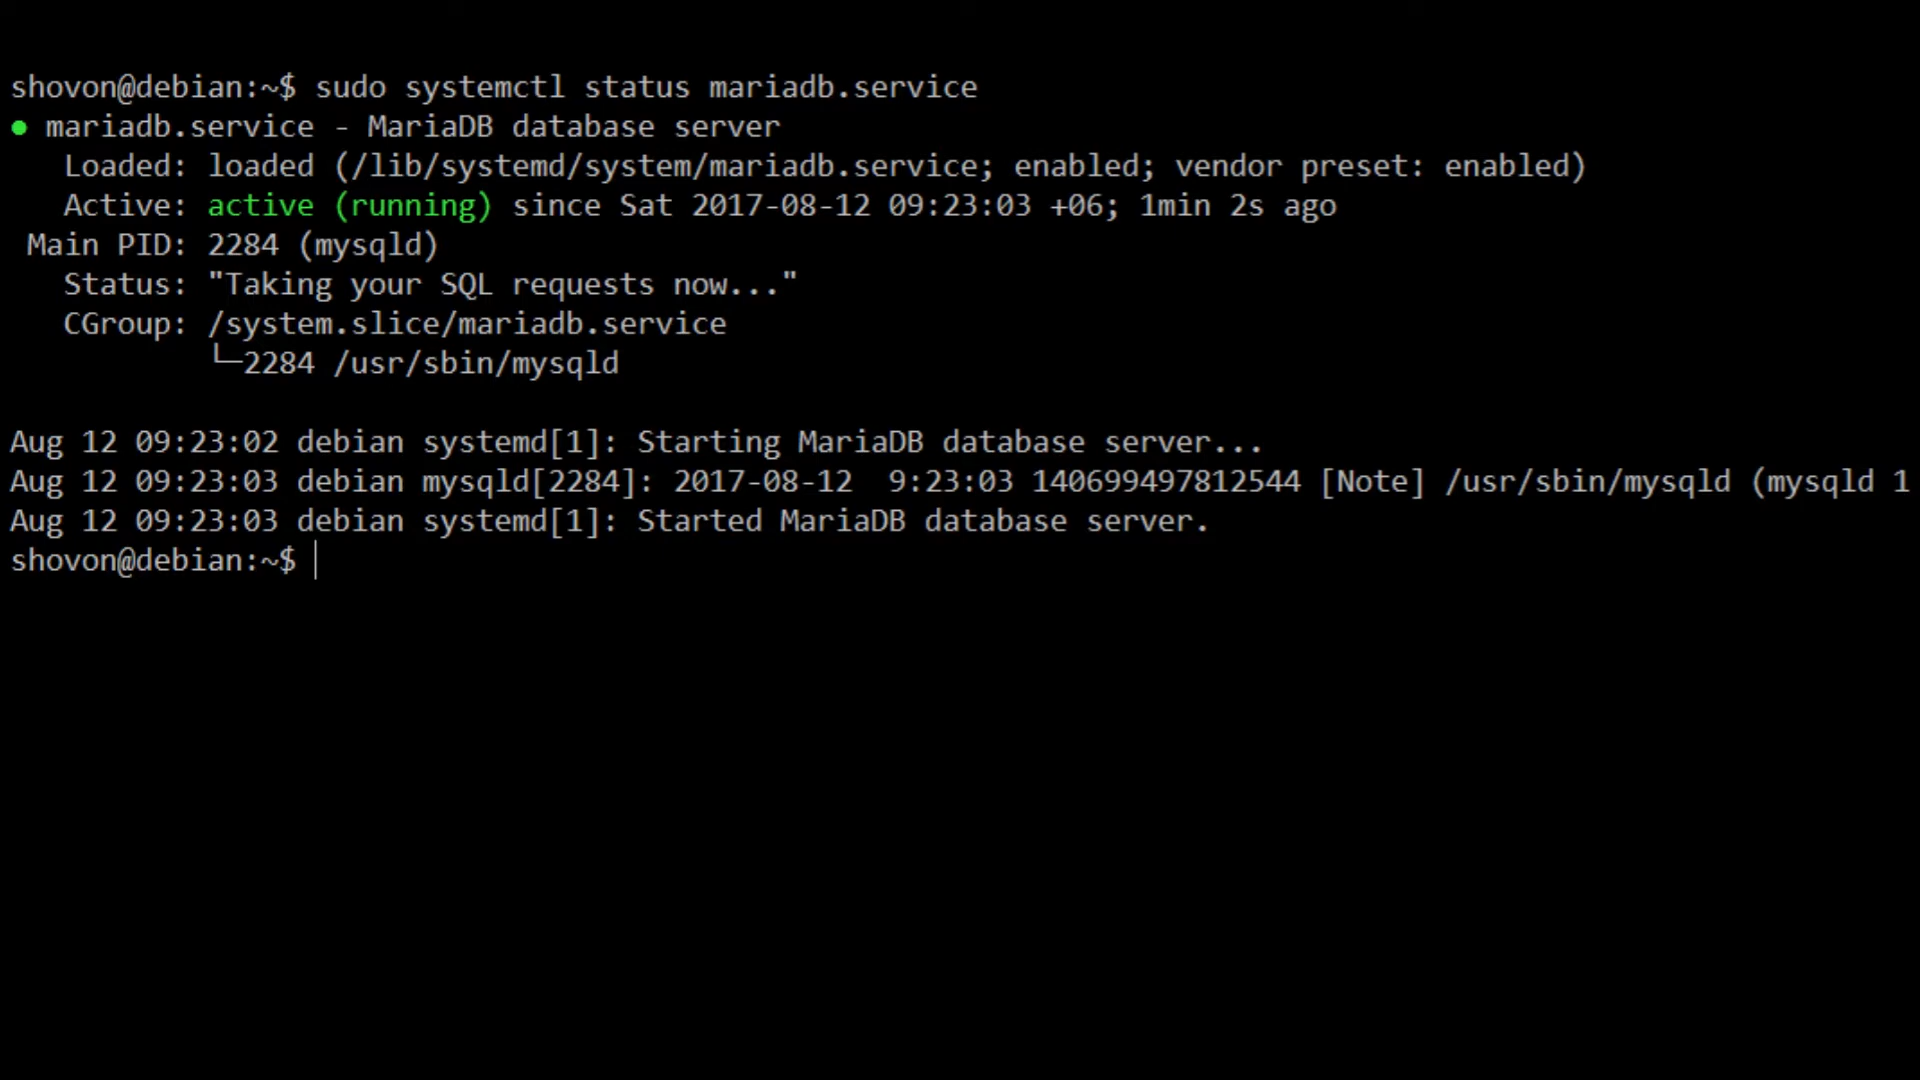 shovon@debian:~$ sudo systemctl status mariadb.service
● mariadb.service - MariaDB database server
   Loaded: loaded (/lib/systemd/system/mariadb.service; enabled; vendor preset: enabled)
   Active: active (running) since Sat 2017-08-12 09:23:03 +06; 1min 2s ago
 Main PID: 2284 (mysqld)
   Status: "Taking your SQL requests now..."
   CGroup: /system.slice/mariadb.service
           └─2284 /usr/sbin/mysqld

Aug 12 09:23:02 debian systemd[1]: Starting MariaDB database server...
Aug 12 09:23:03 debian mysqld[2284]: 2017-08-12  9:23:03 140699497812544 [Note] /usr/sbin/mysqld (mysqld 1
Aug 12 09:23:03 debian systemd[1]: Started MariaDB database server.
shovon@debian:~$